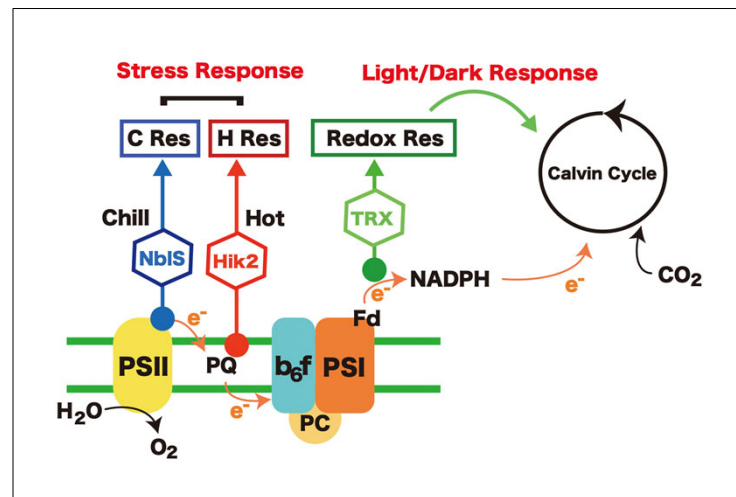 Stress Response
Light/Dark Response
C Res
H Res
Redox Res
Calvin Cycle
Chill
Hot
TRX
NblS
Hik2
e-
NADPH
e-
CO2
Fd
e-
PSII
PQ
b6f
PSI
H2O
e-
PC
O2